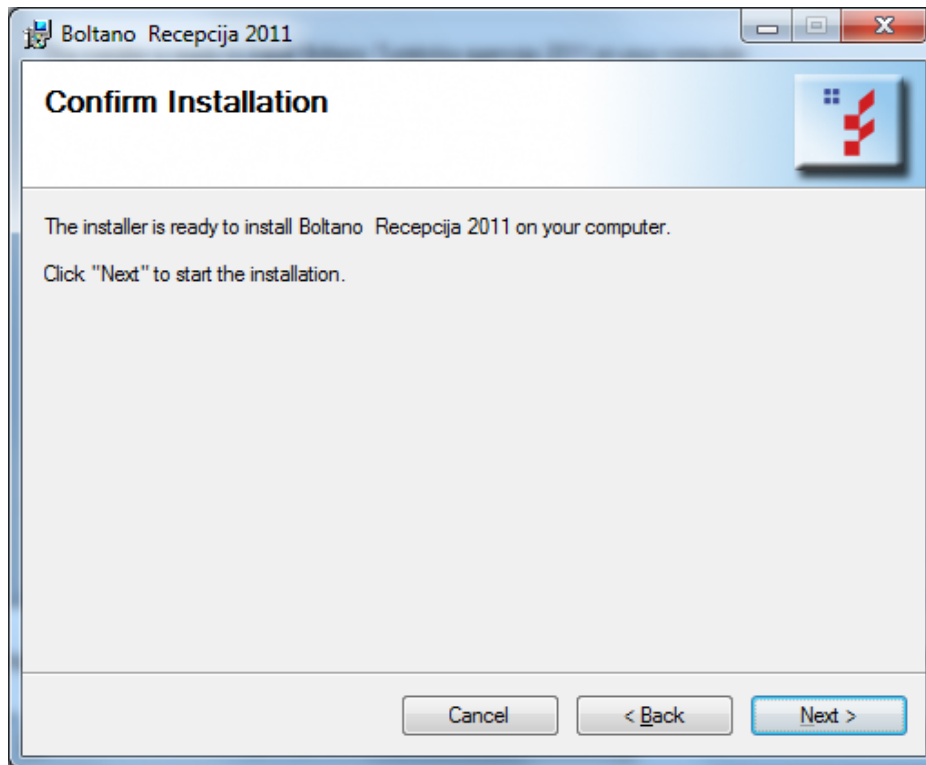 Boltano  Recepcija 2011
Confirm Installation
The installer is ready to install Boltano  Recepcija 2011 on your computer.
Click "Next" to start the installation.
Cancel
< Back
Next >